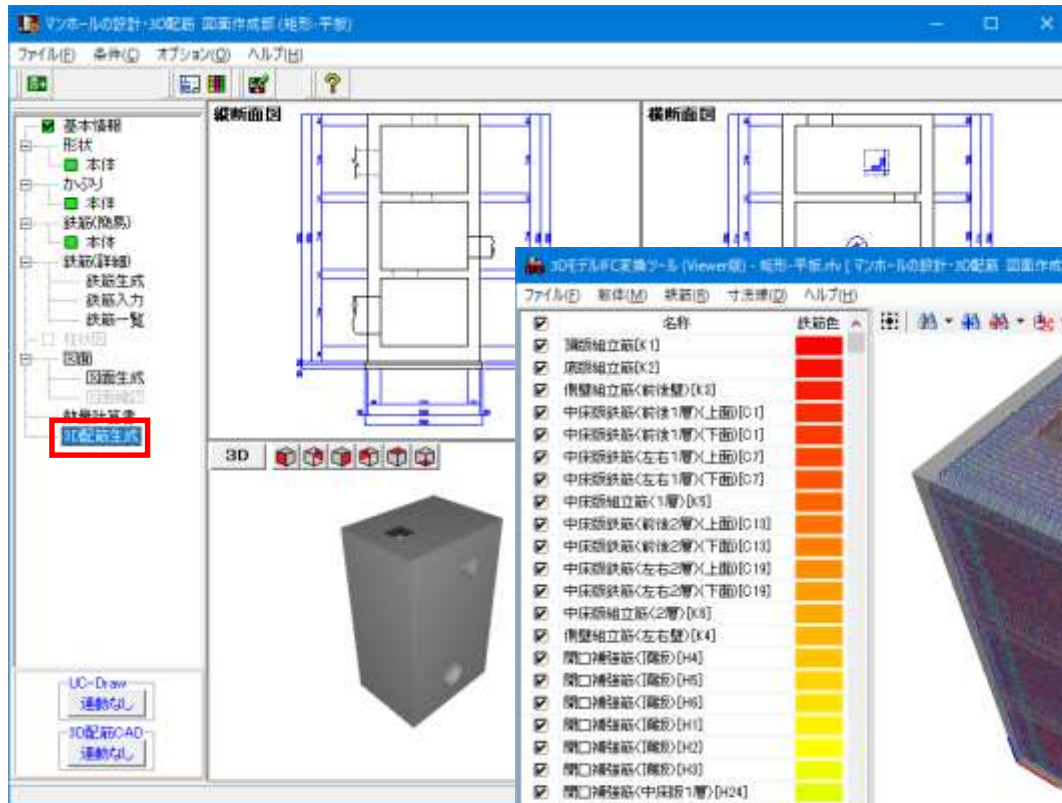 マンホールの設計・3D配筋 図面作成部 (矩形-平板)
ファイル(F) 条件(C) オプション(O) ヘルプ(H)
基本情報
形状
本体
かぶり
本体
鉄筋(簡易)
本体
鉄筋(詳細)
鉄筋生成
鉄筋入力
鉄筋一覧
柱状図
図面
図面生成
図面確認
数量計算書
3D配筋生成
UC-Draw
連動なし
3D配筋CAD
連動なし
縦断面図
横断面図
3D
3DモデルIFC変換ツール (Viewer版) - 矩形-平板.rfv [ マンホールの設計・3D配筋 図面作成
ファイル(F) 躯体(M) 鉄筋(R) 寸法線(D) ヘルプ(H)
名称 鉄筋色
頂版組立筋[K1]
底版組立筋[K2]
側壁組立筋<前後壁>[K3]
中床版鉄筋<前後1層>(上面)[C1]
中床版鉄筋<前後1層>(下面)[C1]
中床版鉄筋<左右1層>(上面)[C7]
中床版鉄筋<左右1層>(下面)[C7]
中床版組立筋<1層>[K5]
中床版鉄筋<前後2層>(上面)[C13]
中床版鉄筋<前後2層>(下面)[C13]
中床版鉄筋<左右2層>(上面)[C19]
中床版鉄筋<左右2層>(下面)[C19]
中床版組立筋<2層>[K6]
側壁組立筋<左右壁>[K4]
開口補強筋<頂版>[H4]
開口補強筋<頂版>[H5]
開口補強筋<頂版>[H6]
開口補強筋<頂版>[H1]
開口補強筋<頂版>[H2]
開口補強筋<頂版>[H3]
開口補強筋<中床版1層>[H24]